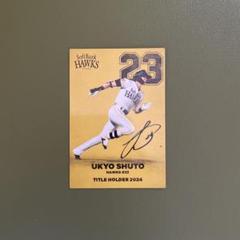 SoftBank
HAWKS
23
UKYO SHUTO
HAWKS #23
TITLE HOLDER 2024